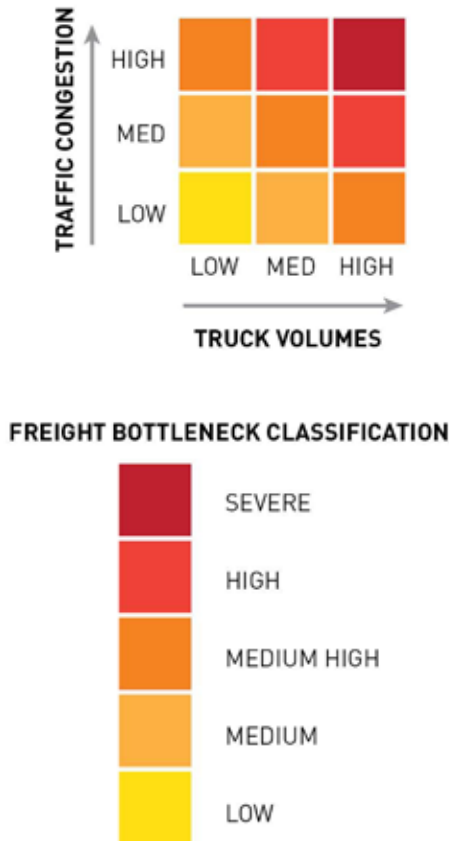 TRAFFIC CONGESTION
HIGH
MED
LOW
LOW MED HIGH
TRUCK VOLUMES
FREIGHT BOTTLENECK CLASSIFICATION
SEVERE
HIGH
MEDIUM HIGH
MEDIUM
LOW